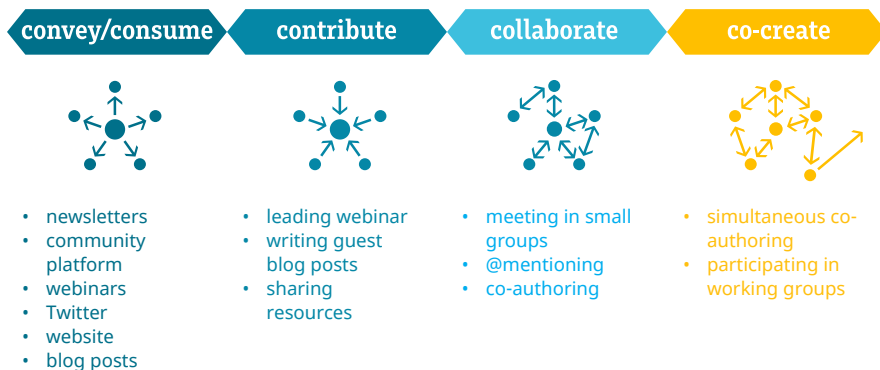 convey/consume
contribute
collaborate
co-create
• newsletters
• community
platform
• webinars
• Twitter
• website
• blog posts
• leading webinar
• writing guest
blog posts
• sharing
resources
• meeting in small
groups
• @mentioning
• co-authoring
• simultaneous co-
authoring
• participating in
working groups